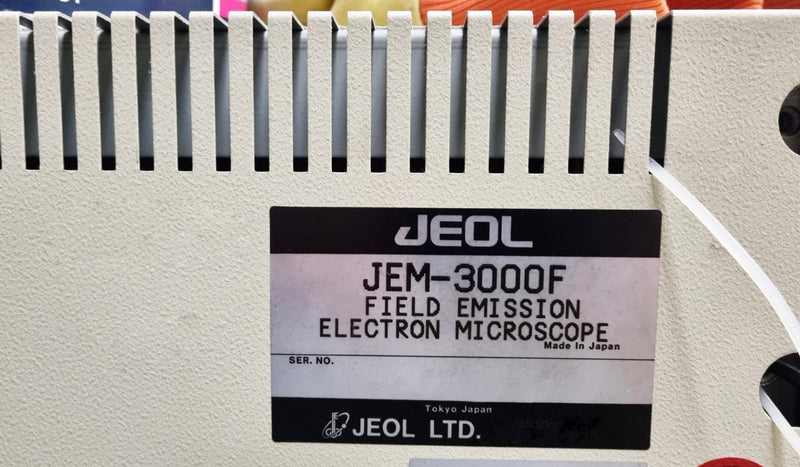 JEOL
JEM-3000F
FIELD EMISSION
ELECTRON MICROSCOPE
Made in Japan
SER. NO.
Tokyo Japan
JEOL LTD.